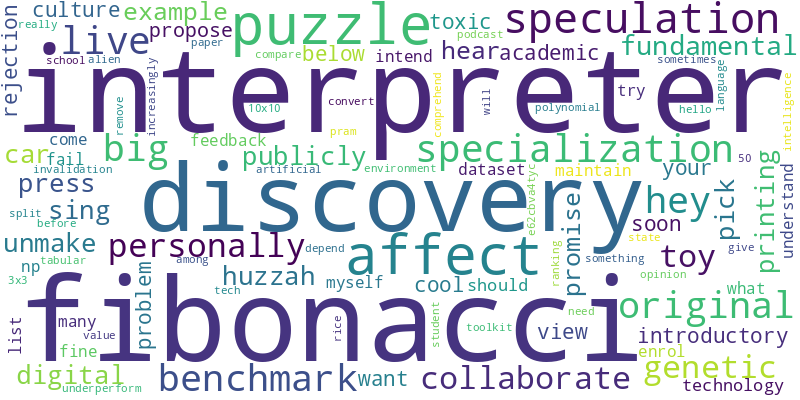 culture example puzzle toxic speculation
rejection live propose paper below hear academic fundamental
really school alien compare podcast intend sometimes
interpreter
remove increasingly 10x10 convert pram comprehend will try polynomial hello language intelligence
come big feedback publicly specialization
car fail invalidation artificial environment dataset maintain your 50
press discovery hey pick printing understand
split sing e62cbva4tyc promise soon
before unmake personally affect state toy
tabular np problem among huzzah depend myself cool should ranking something give what
3x3 tech opinion
fibonacci original
list many value rice student toolkit need view introductory
fine benchmark want collaborate enrol genetic
digital underperform technology